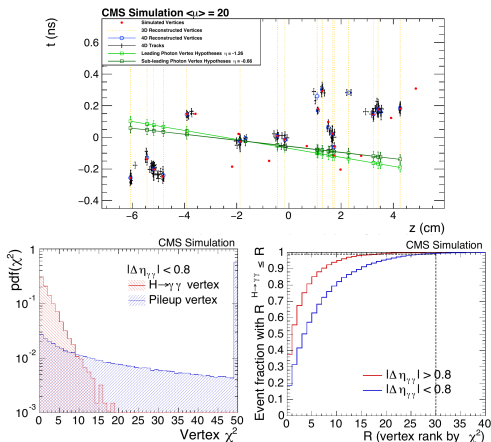 CMS Simulation <μ> = 20
t (ns)
Simulated Vertices
3D Reconstructed Vertices
4D Reconstructed Vertices
4D Tracks
Leading Photon Vertex Hypotheses η = -1.26
Sub-leading Photon Vertex Hypotheses η = -0.66
0.6
0.4
0.2
0
-0.2
-0.4
-6 -4 -2 0 2 4 6
z (cm)
CMS Simulation
pdf(χ²)
|Δη_γγ| < 0.8
H→γγ vertex
Pileup vertex
1
10⁻¹
10⁻²
10⁻³
0 5 10 15 20 25 30 35 40 45 50
Vertex χ²
CMS Simulation
Event fraction with R^H→γγ ≤ R
1
0.9
0.8
0.7
0.6
0.5
0.4
0.3
0.2
0.1
0
|Δη_γγ| > 0.8
|Δη_γγ| < 0.8
0 5 10 15 20 25 30 35 40
R (vertex rank by χ²)